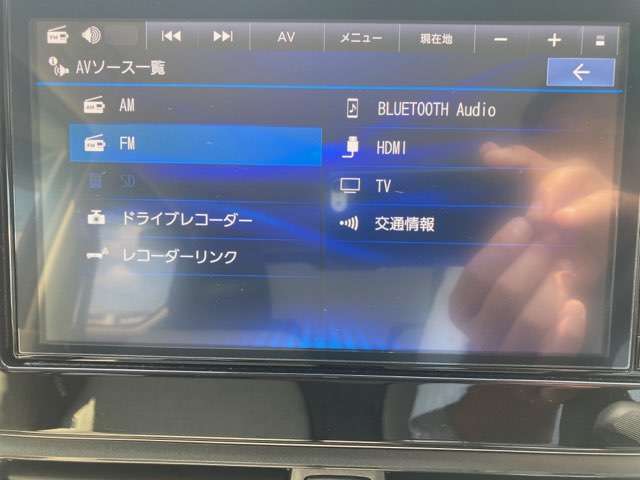 AV メニュー 現在地 − +
AVソース一覧
AM
FM
SD
ドライブレコーダー
レコーダーリンク
BLUETOOTH Audio
HDMI
TV
交通情報